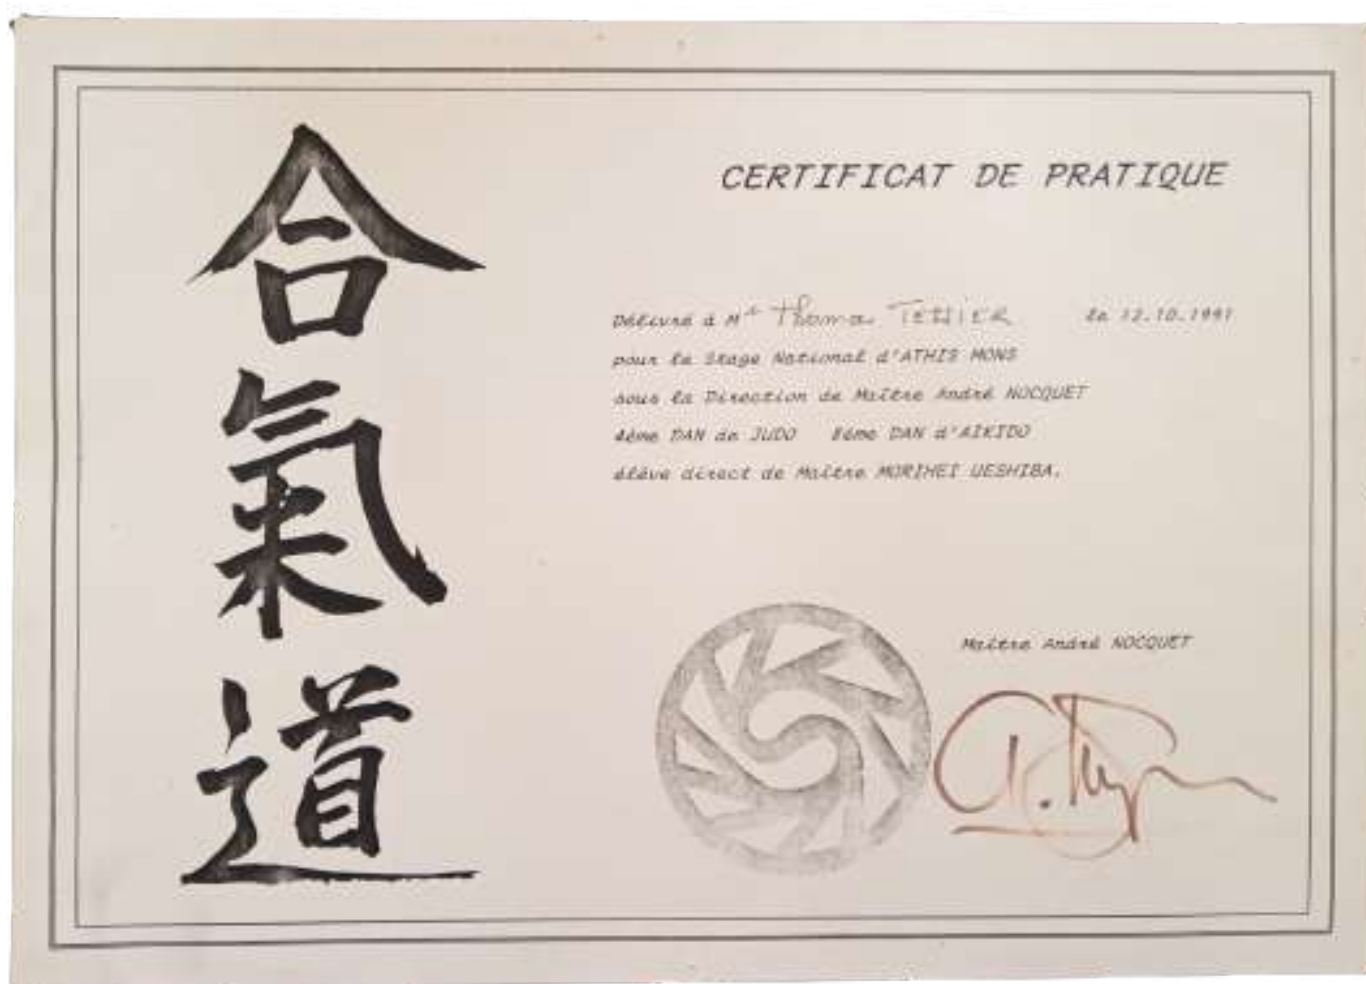 合
氣
道
CERTIFICAT DE PRATIQUE
Délivré à Mr Thomas TEHIER le 12.10.1991
pour le Stage National d'ATHIS MONS
sous la Direction de Maître André NOCQUET
4ème DAN de JUDO 8ème DAN d'AIKIDO
élève direct de Maître MORIHEI UESHIBA.
Maître André NOCQUET